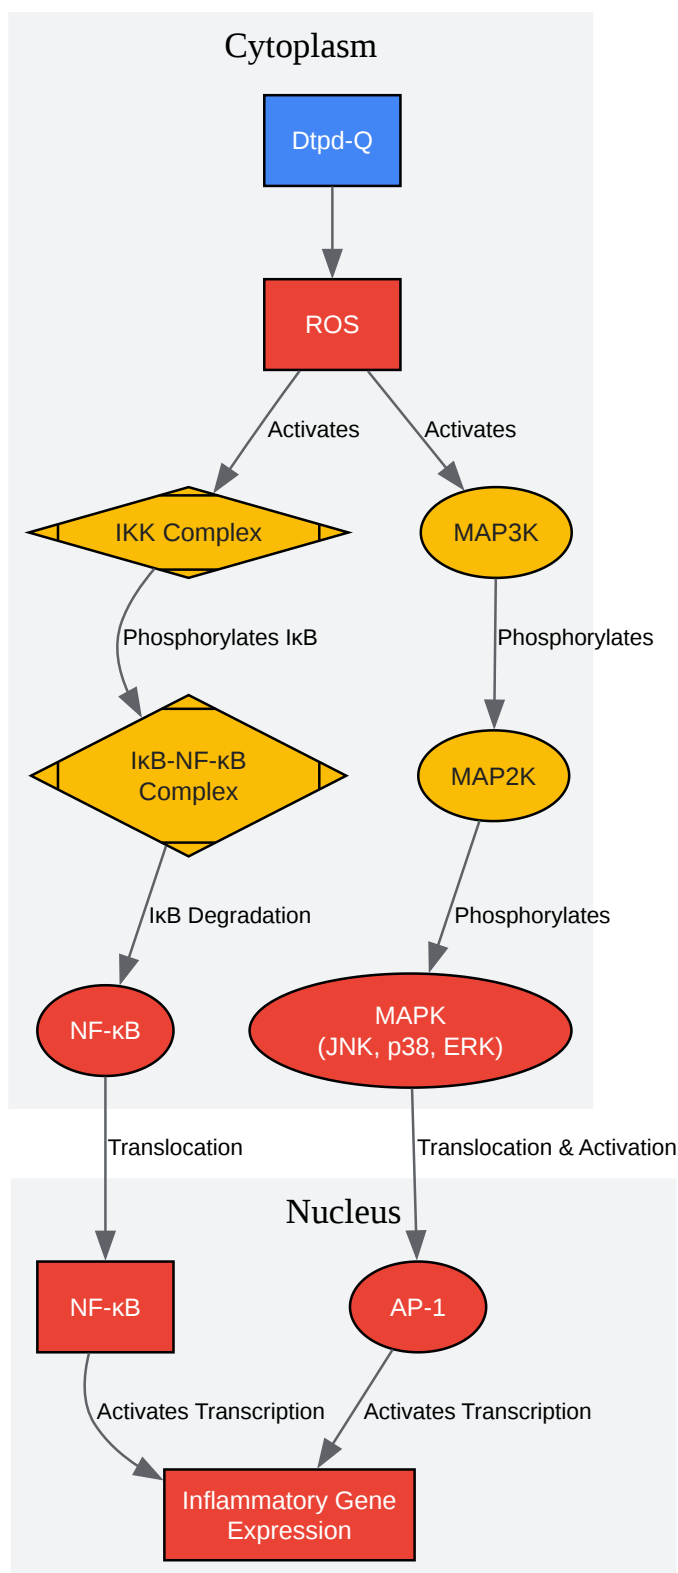 Cytoplasm
Dtpd-Q
ROS
Activates
Activates
IKK Complex
MAP3K
Phosphorylates IκB
Phosphorylates
IκB-NF-κB
Complex
MAP2K
IκB Degradation
Phosphorylates
NF-κB
MAPK
(JNK, p38, ERK)
Translocation
Translocation & Activation
Nucleus
NF-κB
AP-1
Activates Transcription
Activates Transcription
Inflammatory Gene
Expression